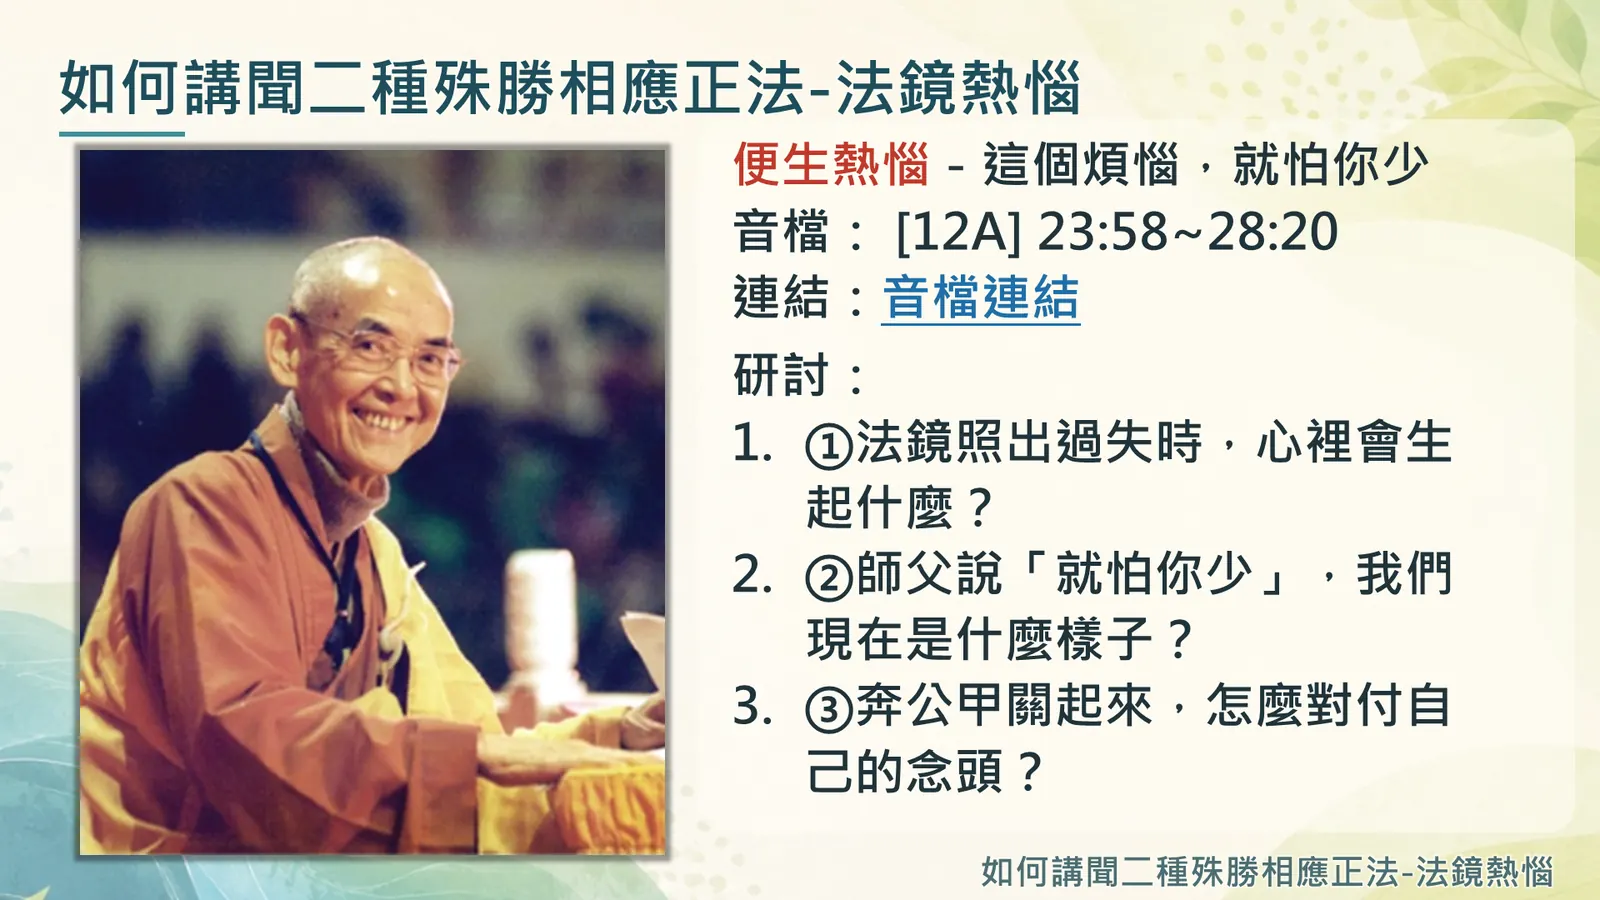 如何講聞二種殊勝相應正法-法鏡熱惱
便生熱惱 - 這個煩惱，就怕你少
音檔： [12A] 23:58~28:20
連結：音檔連結
研討：
1. ①法鏡照出過失時，心裡會生
起什麼？
2. ②師父說「就怕你少」，我們
現在是什麼樣子？
3. ③奔公甲關起來，怎麼對付自
己的念頭？
如何講聞二種殊勝相應正法-法鏡熱惱